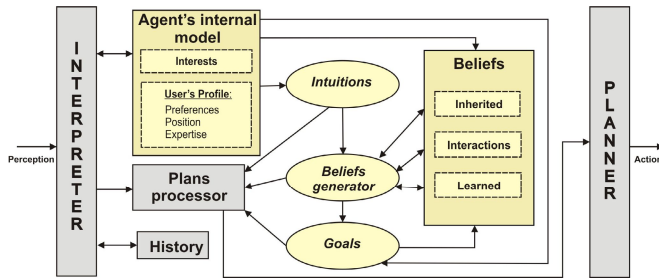 Agent's internal
model
Interests
User's Profile:
Preferences
Position
Expertise
INTERPRETER
Perception
Intuitions
Beliefs
Inherited
Interactions
Learned
Beliefs
generator
Plans
processor
History
Goals
PLANNER
Action